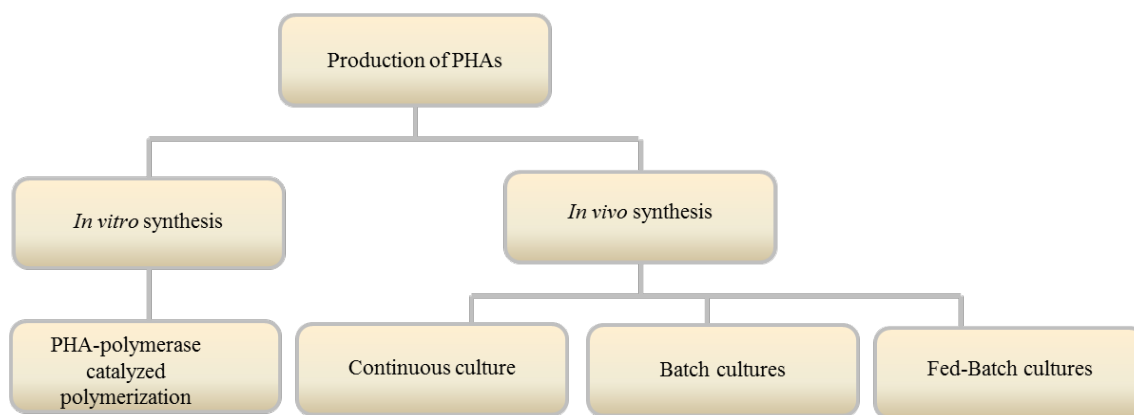 Production of PHAs
In vitro synthesis
In vivo synthesis
PHA-polymerase
catalyzed
polymerization
Continuous culture
Batch cultures
Fed-Batch cultures